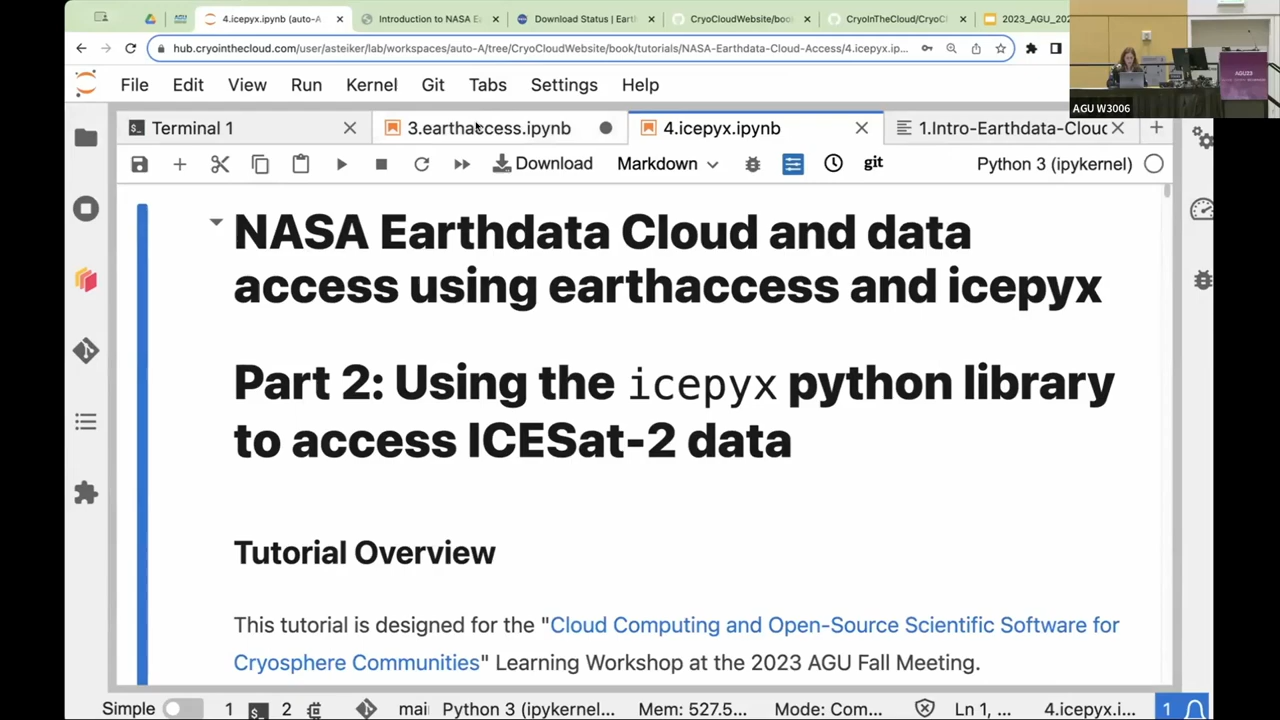 4.icepyx.ipynb (auto-A
Introduction to NASA E
Download Status | Eart
CryoCloudWebsite/boo
CryoInTheCloud/CryoC
2023_AGU_202
hub.cryointhecloud.com/user/asteiker/lab/workspaces/auto-A/tree/CryoCloudWebsite/book/tutorials/NASA-Earthdata-Cloud-Access/4.icepyx.ip...
File Edit View Run Kernel Git Tabs Settings Help
AGU23
AGU W3006
Terminal 1
3.earthaccess.ipynb
4.icepyx.ipynb
1.Intro-Earthdata-Clouc
Download Markdown git Python 3 (ipykernel)
NASA Earthdata Cloud and data
access using earthaccess and icepyx
Part 2: Using the icepyx python library
to access ICESat-2 data
Tutorial Overview
This tutorial is designed for the "Cloud Computing and Open-Source Scientific Software for
Cryosphere Communities" Learning Workshop at the 2023 AGU Fall Meeting.
Simple 1 2 mai Python 3 (ipykernel... Mem: 527.5... Mode: Com... Ln 1, ... 4.icepyx.i... 1